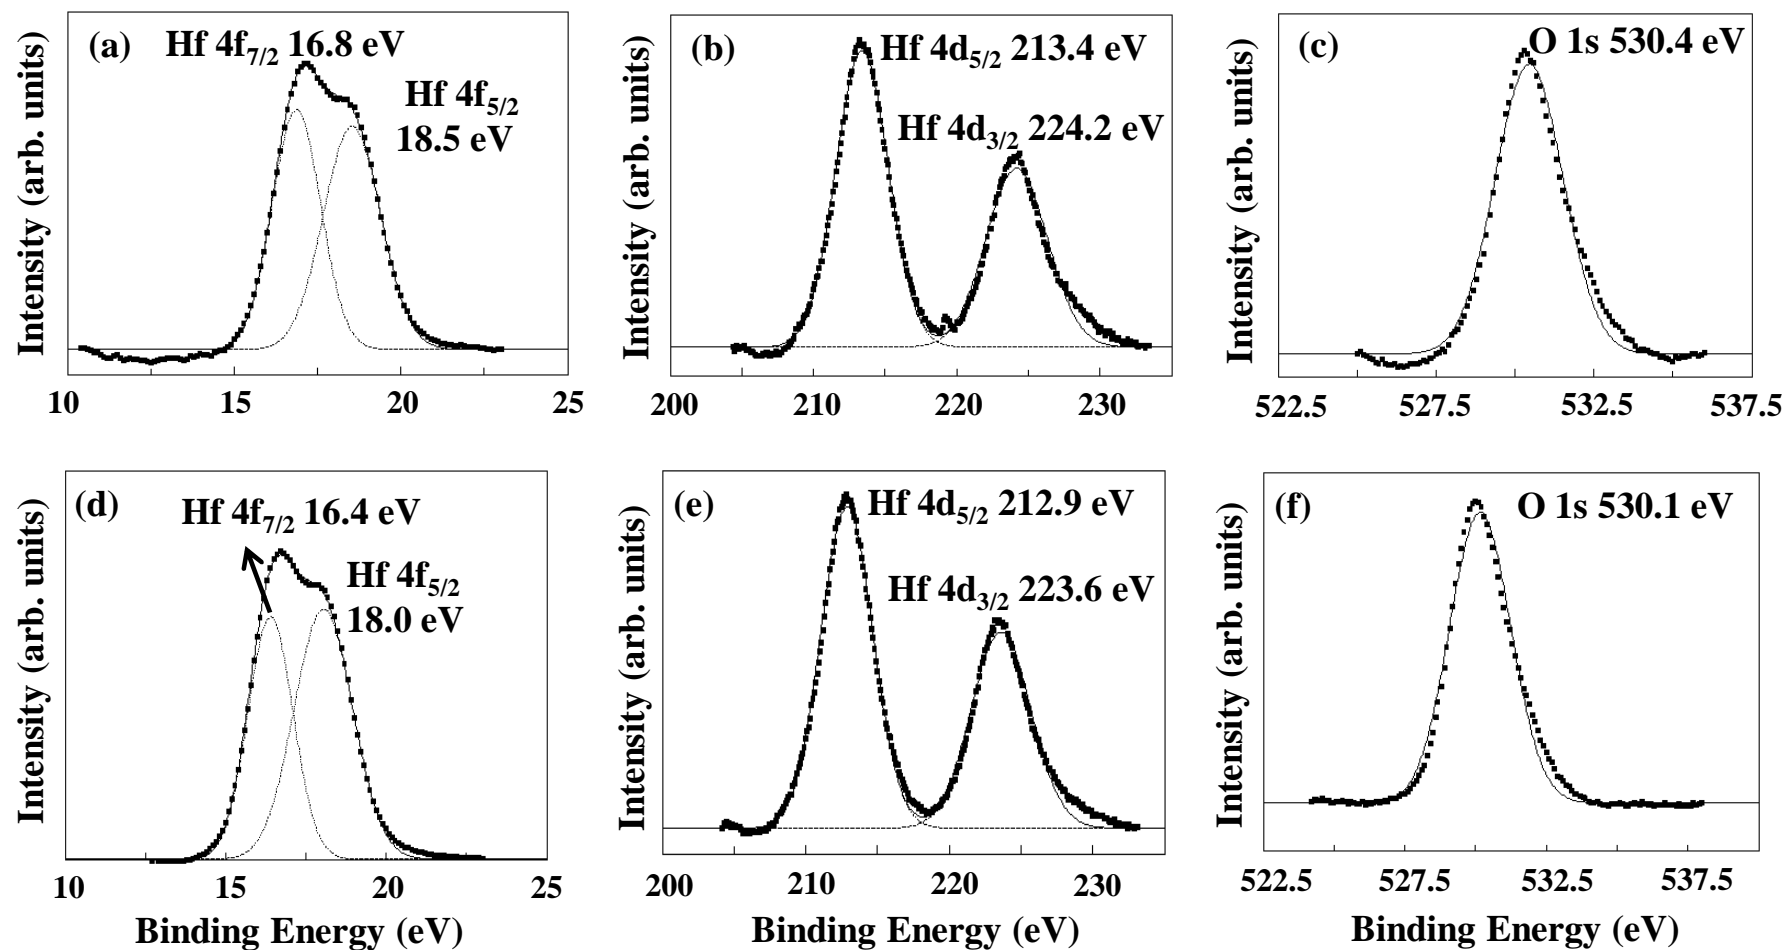 (a) Hf 4f7/2 16.8 eV
Hf 4f5/2
18.5 eV
Intensity (arb. units)
10 15 20 25
(b) Hf 4d5/2 213.4 eV
Hf 4d3/2 224.2 eV
Intensity (arb. units)
200 210 220 230
(c) O 1s 530.4 eV
Intensity (arb. units)
522.5 527.5 532.5 537.5
(d) Hf 4f7/2 16.4 eV
Hf 4f5/2
18.0 eV
Intensity (arb. units)
10 15 20 25
Binding Energy (eV)
(e) Hf 4d5/2 212.9 eV
Hf 4d3/2 223.6 eV
Intensity (arb. units)
200 210 220 230
Binding Energy (eV)
(f) O 1s 530.1 eV
Intensity (arb. units)
522.5 527.5 532.5 537.5
Binding Energy (eV)